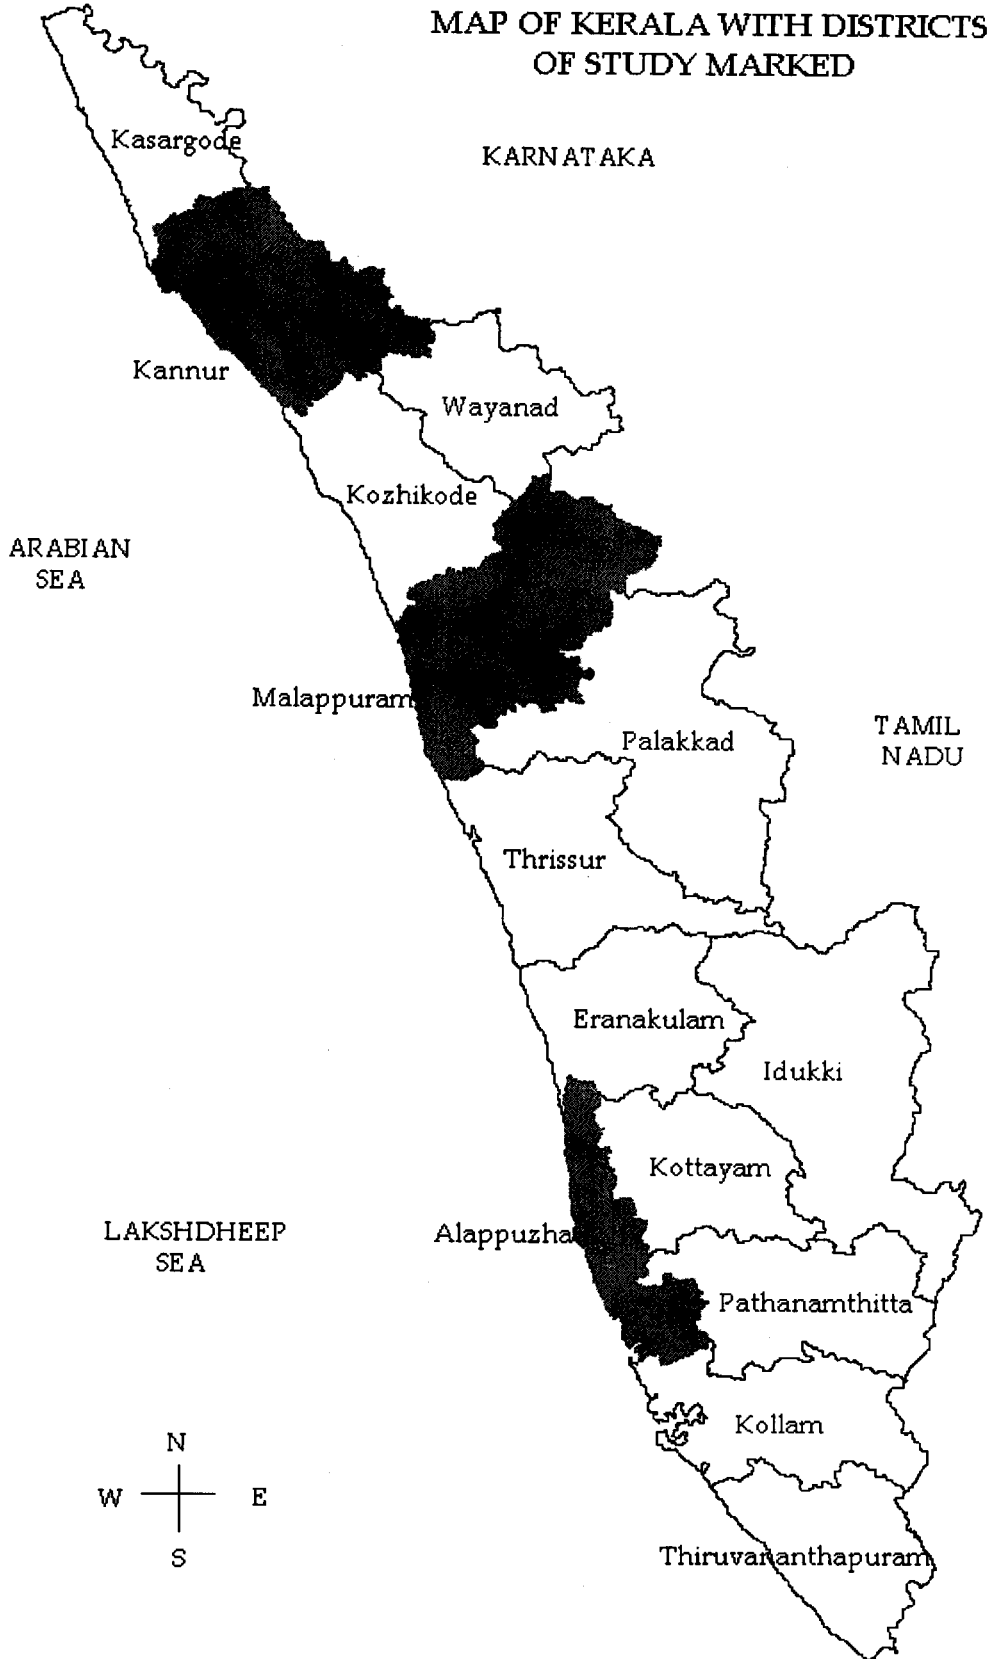 MAP OF KERALA WITH DISTRICTS
OF STUDY MARKED
Kasargode
KARNATAKA
Kannur
Wayanad
Kozhikode
ARABIAN
SEA
Malappuram
Palakkad
TAMIL
NADU
Thrissur
Eranakulam
Idukki
Kottayam
LAKSHDHEEP
SEA
Alappuzha
Pathanamthitta
Kollam
N
W E
S
Thiruvananthapuram